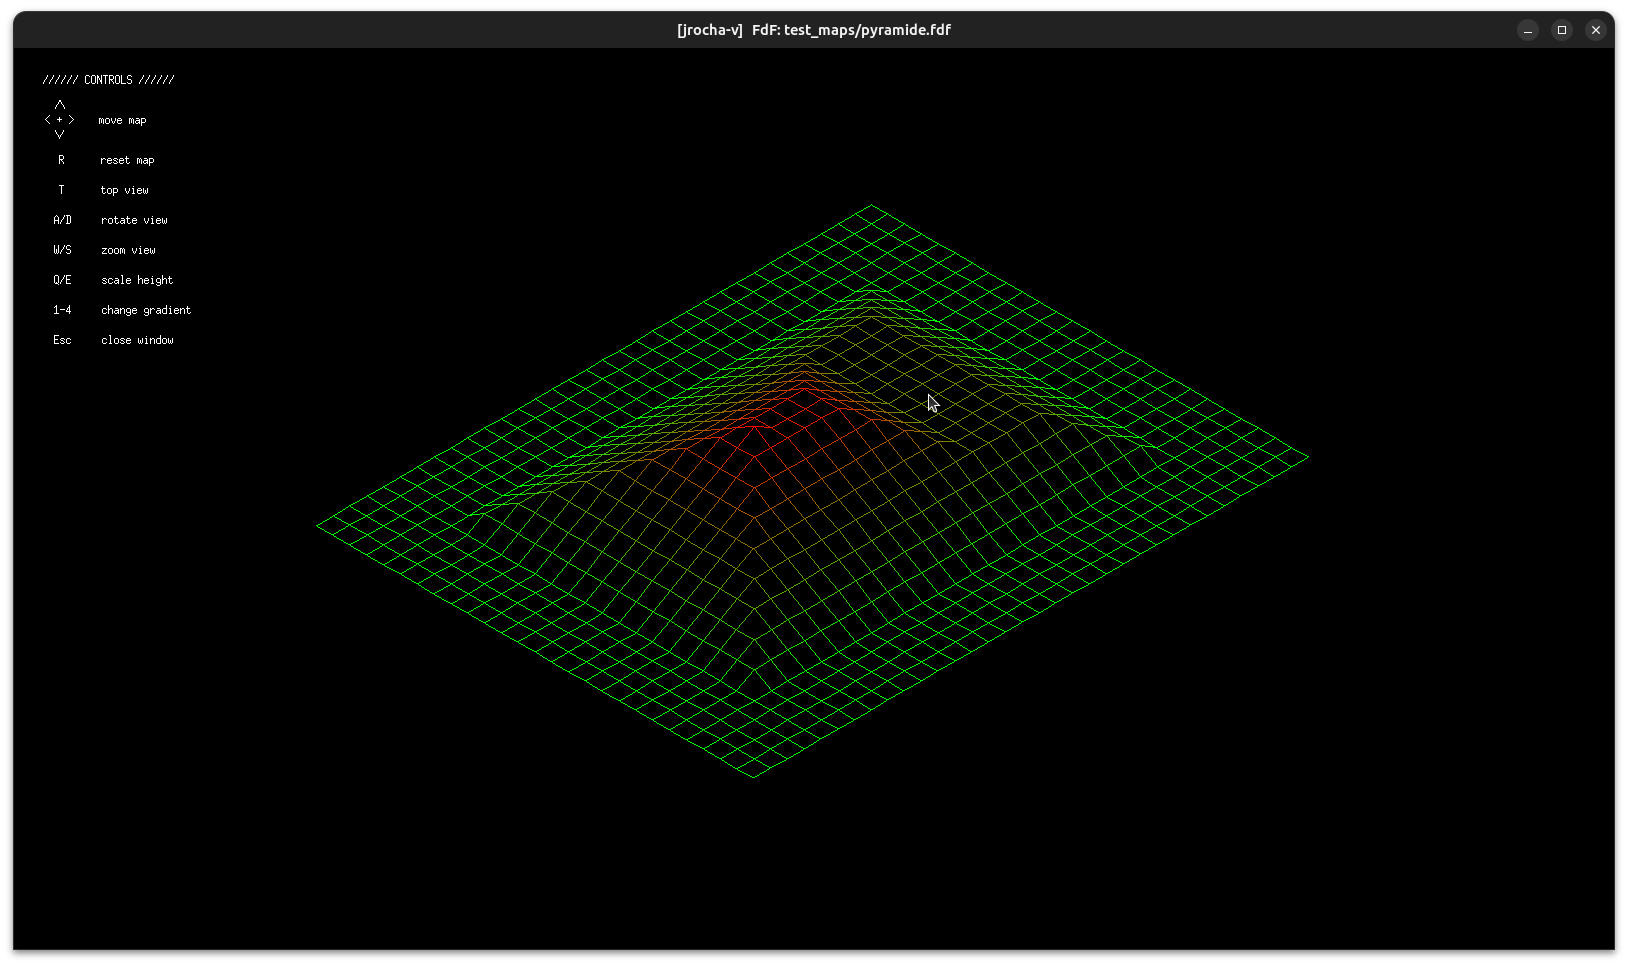 [jrocha-v] FdF: test_maps/pyramide.fdf
////// CONTROLS //////
< + > move map
R reset map
T top view
A/D rotate view
W/S zoom view
Q/E scale height
1-4 change gradient
Esc close window